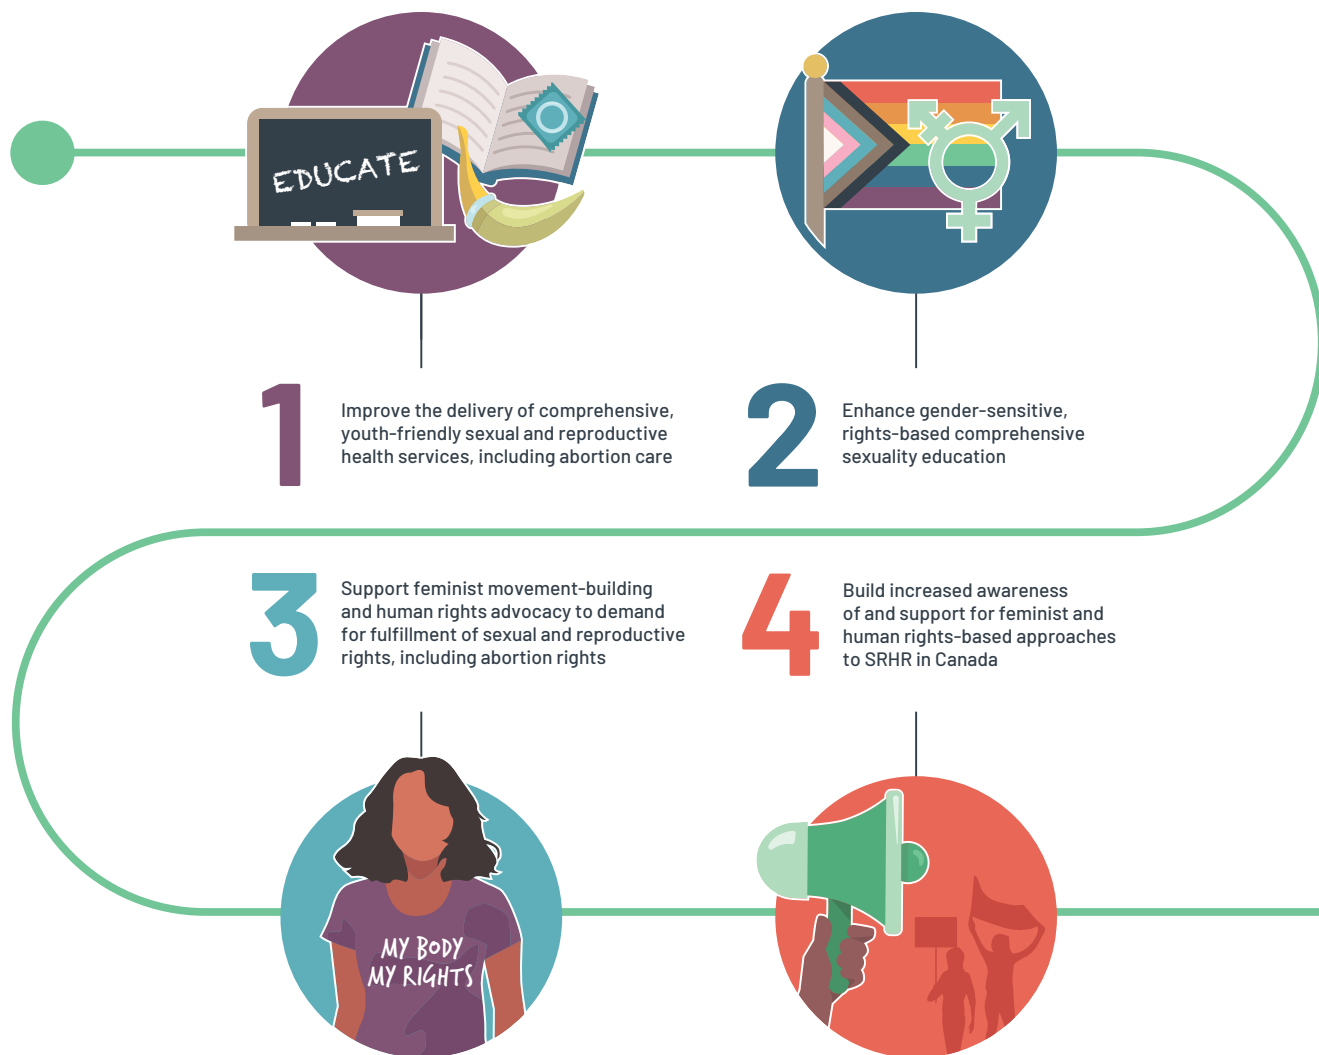 EDUCATE
1
Improve the delivery of comprehensive,
youth-friendly sexual and reproductive
health services, including abortion care
2
Enhance gender-sensitive,
rights-based comprehensive
sexuality education
3
Support feminist movement-building
and human rights advocacy to demand
for fulfillment of sexual and reproductive
rights, including abortion rights
4
Build increased awareness
of and support for feminist and
human rights-based approaches
to SRHR in Canada
MY BODY
MY RIGHTS